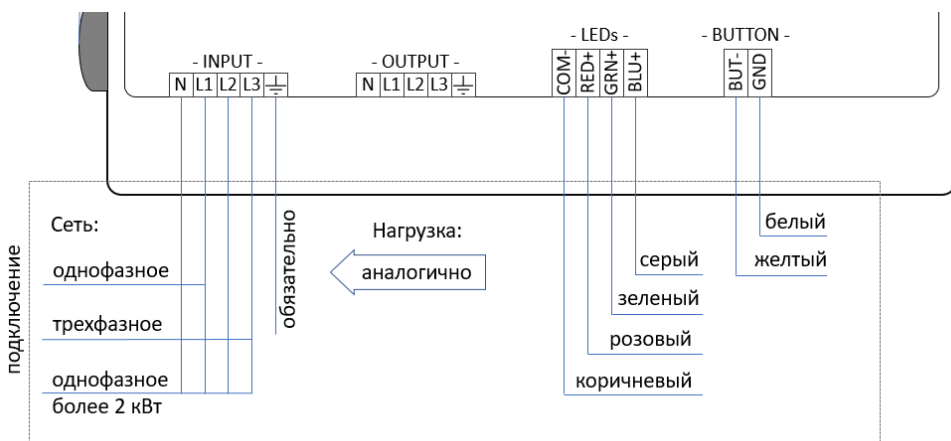 - INPUT -
N L1 L2 L3
- OUTPUT -
N L1 L2 L3
- LEDs -
COM-
RED+
GRN+
BLU+
- BUTTON -
BUT-
GND
подключение
Сеть:
однофазное
трехфазное
однофазное
более 2 кВт
обязательно
Нагрузка:
аналогично
серый
зеленый
розовый
коричневый
белый
желтый